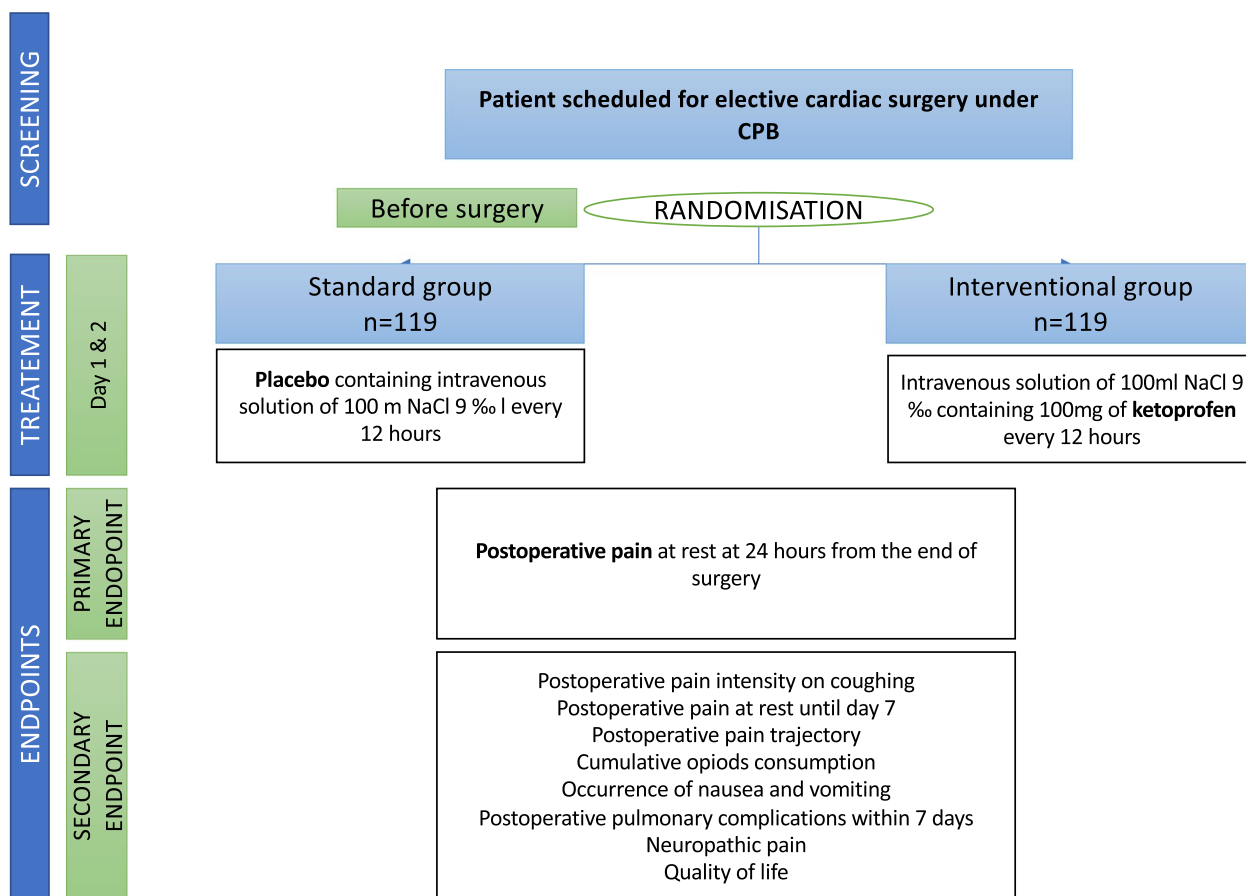 SCREENING
Patient scheduled for elective cardiac surgery under
CPB
Before surgery
RANDOMISATION
TREATEMENT
Day 1 & 2
Standard group
n=119
Interventional group
n=119
Placebo containing intravenous
solution of 100 m NaCl 9 ‰ l every
12 hours
Intravenous solution of 100ml NaCl 9
‰ containing 100mg of ketoprofen
every 12 hours
ENDPOINTS
PRIMARY
ENDOPOINT
Postoperative pain at rest at 24 hours from the end of
surgery
SECONDARY
ENDPOINT
Postoperative pain intensity on coughing
Postoperative pain at rest until day 7
Postoperative pain trajectory
Cumulative opiods consumption
Occurrence of nausea and vomiting
Postoperative pulmonary complications within 7 days
Neuropathic pain
Quality of life